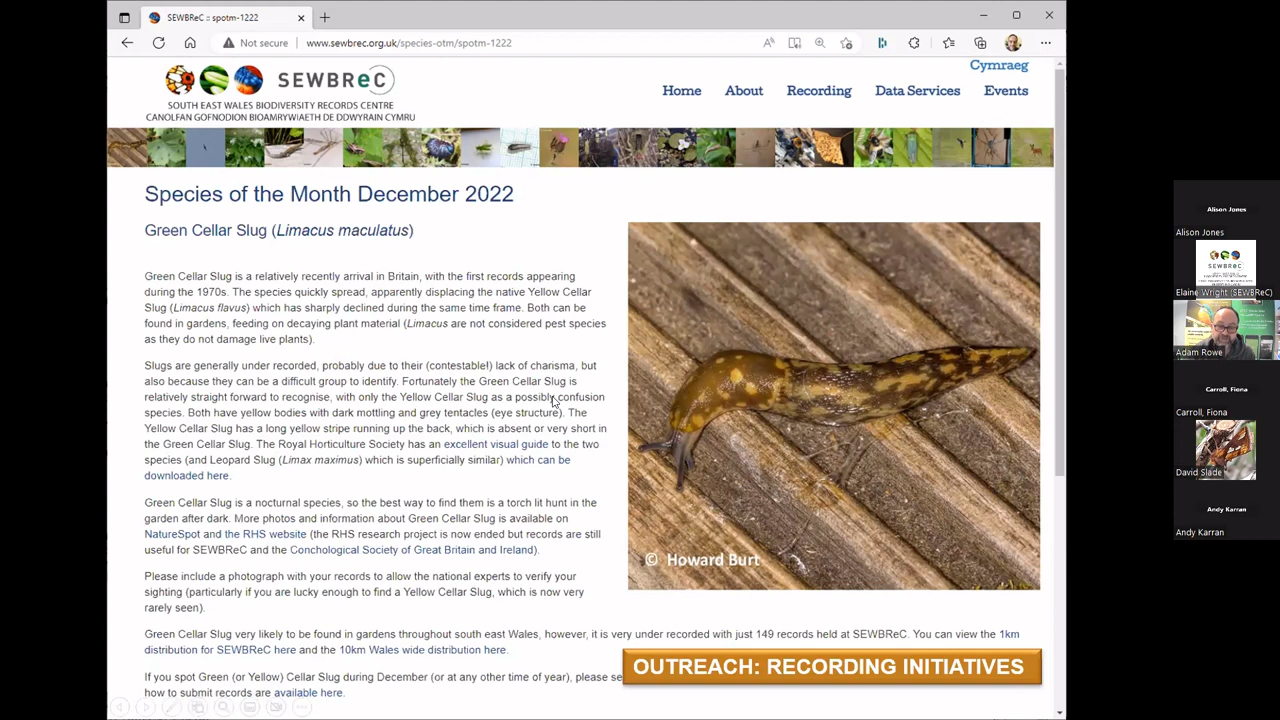 SEWBReC :: spotm-1222
Not secure
www.sewbrec.org.uk/species-otm/spotm-1222
Cymraeg
SEWBReC
SOUTH EAST WALES BIODIVERSITY RECORDS CENTRE
CANOLFAN GOFNODION BIOAMRYWIAETH DE DDWYRAIN CYMRU
Home About Recording Data Services Events
Species of the Month December 2022
Green Cellar Slug (Limacus maculatus)
Green Cellar Slug is a relatively recently arrival in Britain, with the first records appearing
during the 1970s. The species quickly spread, apparently displacing the native Yellow Cellar
Slug (Limacus flavus) which has sharply declined during the same time frame. Both can be
found in gardens, feeding on decaying plant material (Limacus are not considered pest species
as they do not damage live plants).
Slugs are generally under recorded, probably due to their (contestable!) lack of charisma, but
also because they can be a difficult group to identify. Fortunately the Green Cellar Slug is
relatively straight forward to recognise, with only the Yellow Cellar Slug as a possibly confusion
species. Both have yellow bodies with dark mottling and grey tentacles (eye structure). The
Yellow Cellar Slug has a long yellow stripe running up the back, which is absent or very short in
the Green Cellar Slug. The Royal Horticulture Society has an excellent visual guide to the two
species (and Leopard Slug (Limax maximus) which is superficially similar) which can be
downloaded here.
Green Cellar Slug is a nocturnal species, so the best way to find them is a torch lit hunt in the
garden after dark. More photos and information about Green Cellar Slug is available on
NatureSpot and the RHS website (the RHS research project is now ended but records are still
useful for SEWBReC and the Conchological Society of Great Britain and Ireland).
Please include a photograph with your records to allow the national experts to verify your
sighting (particularly if you are lucky enough to find a Yellow Cellar Slug, which is now very
rarely seen).
Green Cellar Slug very likely to be found in gardens throughout south east Wales, however, it is very under recorded with just 149 records held at SEWBReC. You can view the 1km
distribution for SEWBReC here and the 10km Wales wide distribution here.
If you spot Green (or Yellow) Cellar Slug during December (or at any other time of year), please se
how to submit records are available here.
© Howard Burt
OUTREACH: RECORDING INITIATIVES
Alison Jones
Alison Jones
SEWBReC
Elaine Wright (SEWBReC)
Adam Rowe
Carroll, Fiona
Carroll, Fiona
David Slade
Andy Karran
Andy Karran